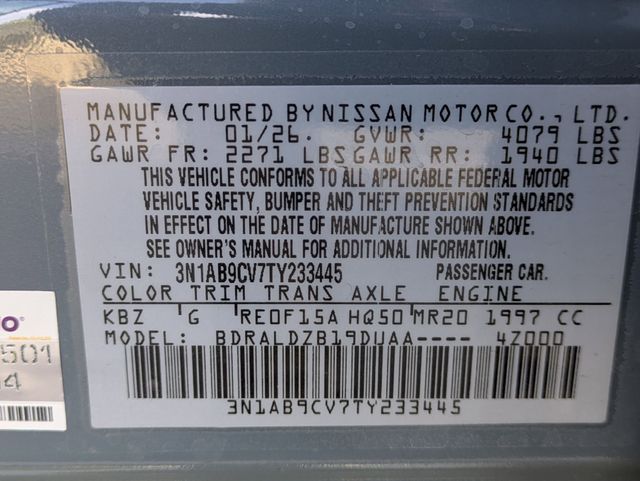 MANUFACTURED BY NISSAN MOTOR CO., LTD.
DATE: 01/26. GVWR: 4079 LBS
GAWR FR: 2271 LBS GAWR RR: 1940 LBS
THIS VEHICLE CONFORMS TO ALL APPLICABLE FEDERAL MOTOR
VEHICLE SAFETY, BUMPER AND THEFT PREVENTION STANDARDS
IN EFFECT ON THE DATE OF MANUFACTURE SHOWN ABOVE.
SEE OWNER'S MANUAL FOR ADDITIONAL INFORMATION.
VIN: 3N1AB9CV7TY233445 PASSENGER CAR.
COLOR TRIM TRANS AXLE ENGINE
KBZ G RE0F15A HQ50 MR20 1997 CC
MODEL: BDRALDZB19DUAA---- 4Z000
3N1AB9CV7TY233445
501
4